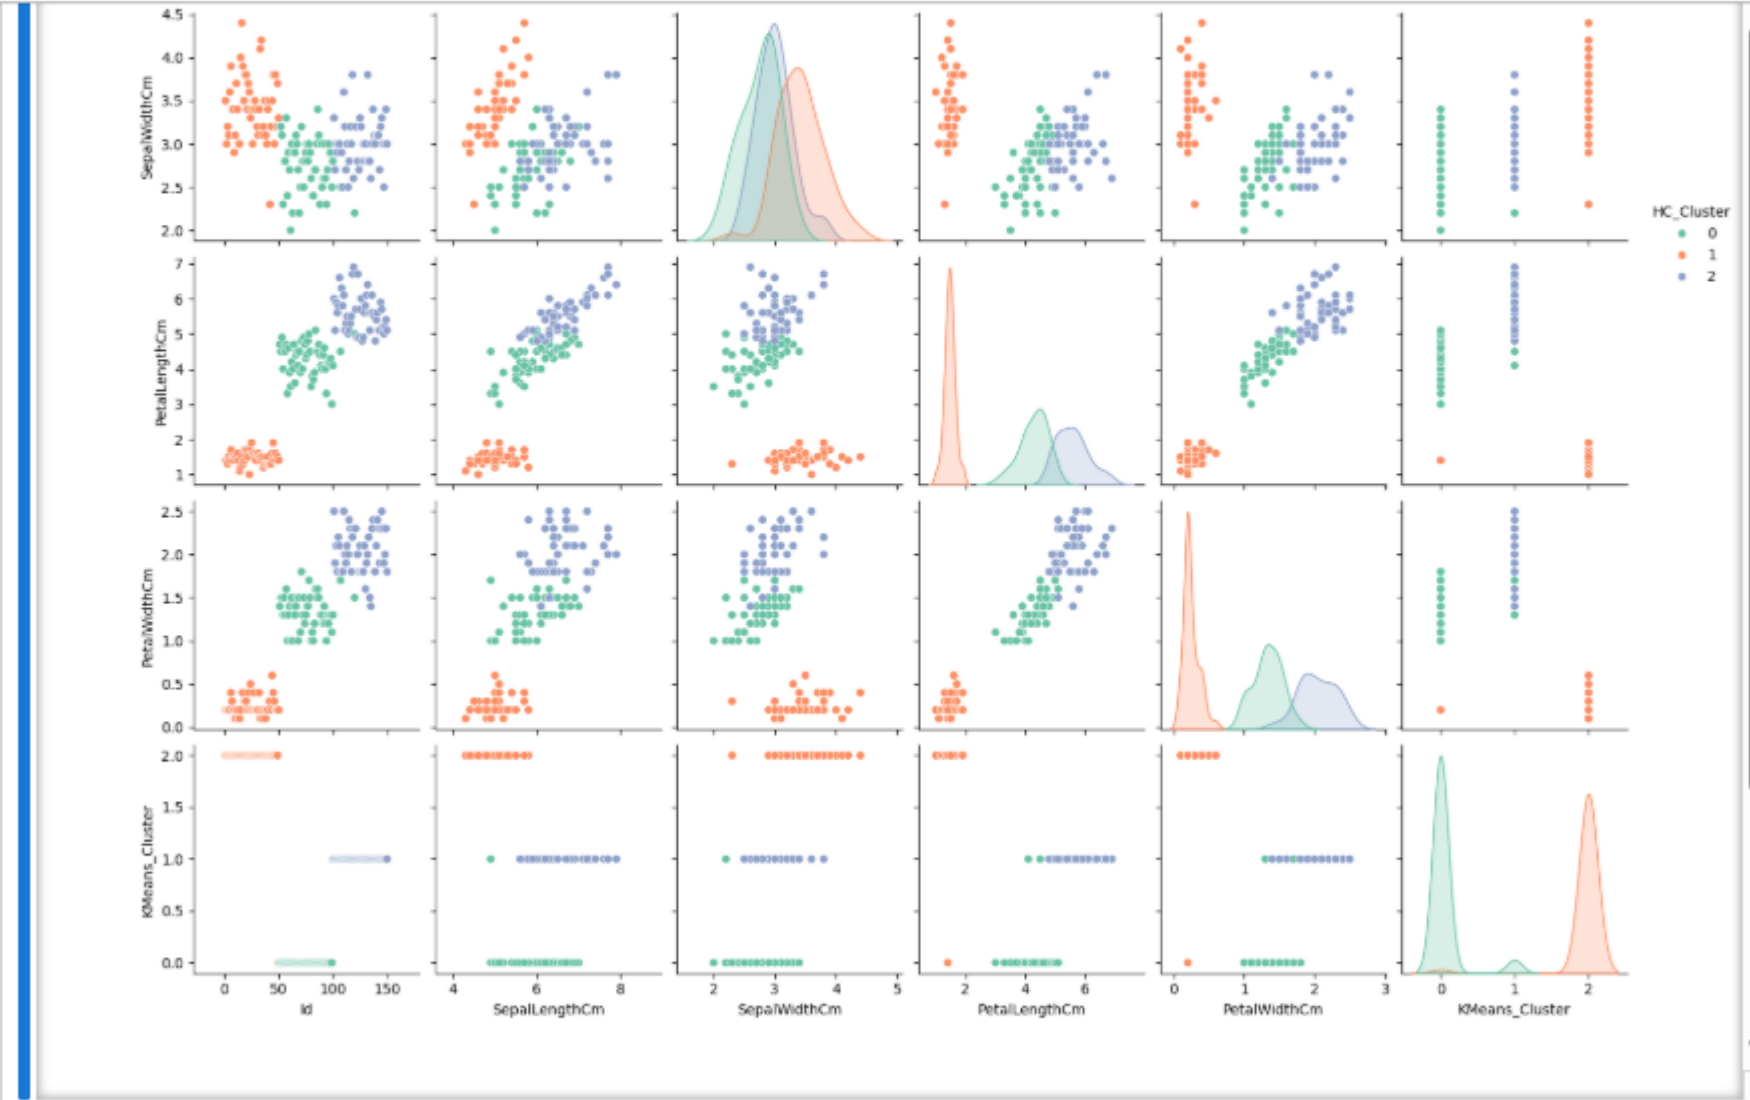 SepalWidthCm
4.5
4.0
3.5
3.0
2.5
2.0
HC_Cluster
0
1
2
PetalLengthCm
7
6
5
4
3
2
1
PetalWidthCm
2.5
2.0
1.5
1.0
0.5
0.0
KMeans_Cluster
2.0
1.5
1.0
0.5
0.0
0 50 100 150
Id
4 6 8
SepalLengthCm
2 3 4 5
SepalWidthCm
2 4 6
PetalLengthCm
0 1 2 3
PetalWidthCm
0 1 2
KMeans_Cluster